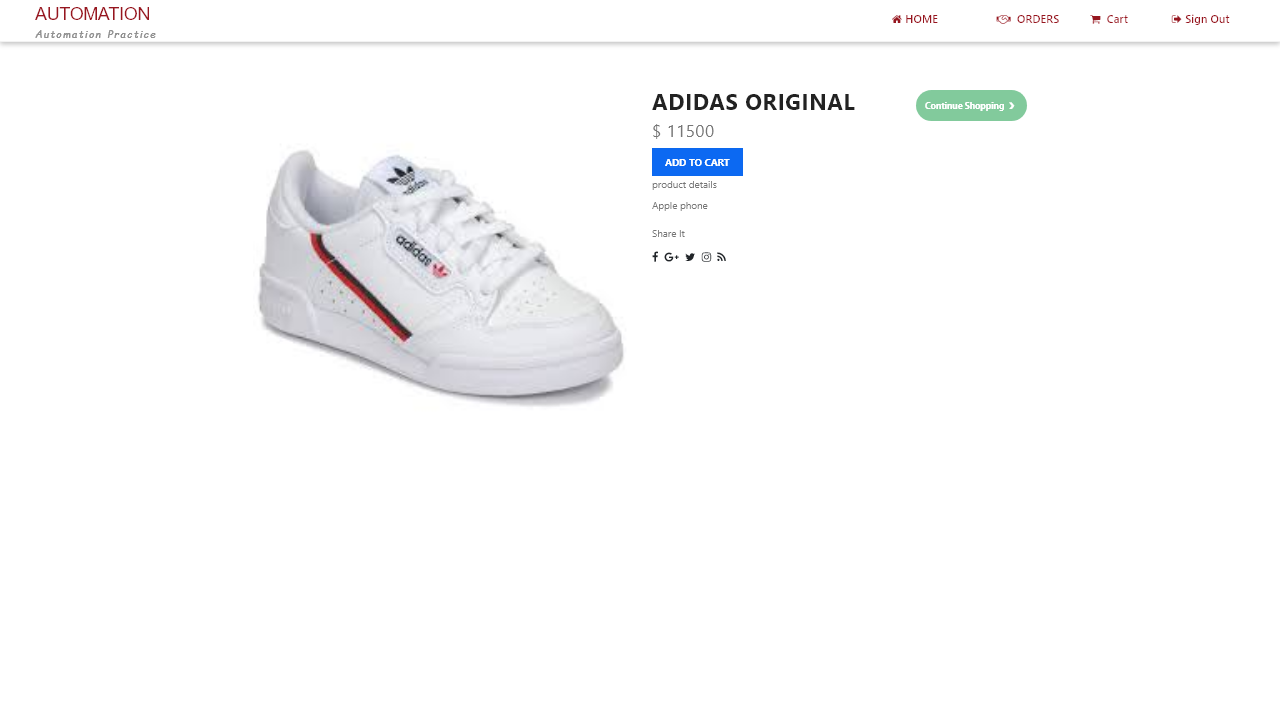 AUTOMATION
Automation Practice
HOME
ORDERS
Cart
Sign Out
ADIDAS ORIGINAL
Continue Shopping
$ 11500
ADD TO CART
product details
Apple phone
Share It
adidas
adidas